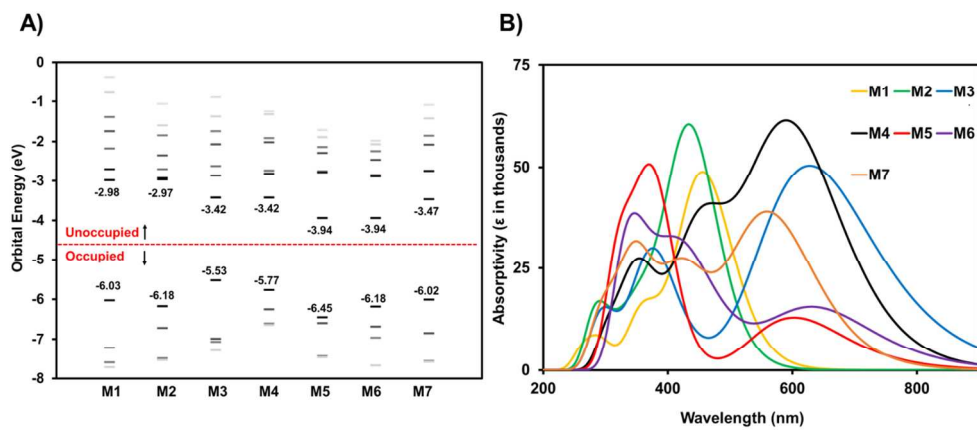 A)
Orbital Energy (eV)
0
-1
-2
-3
-4
-5
-6
-7
-8
-2.98
-2.97
-3.42
-3.42
-3.94
-3.94
-3.47
Unoccupied
Occupied
-6.03
-6.18
-5.53
-5.77
-6.45
-6.18
-6.02
M1 M2 M3 M4 M5 M6 M7
B)
Absorptivity (ε in thousands)
75
50
25
0
M1 M2 M3
M4 M5 M6
M7
200 400 600 800
Wavelength (nm)